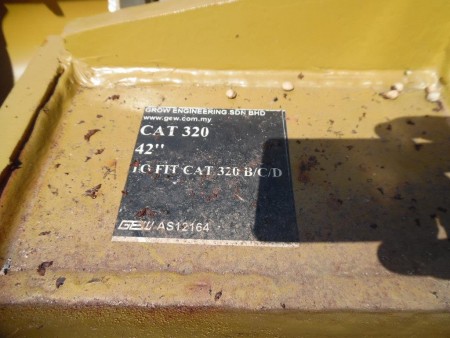 GROW ENGINEERING SDN BHD
www.gew.com.my
CAT 320
42''
TO FIT CAT 320 B/C/D
GEW AS12164